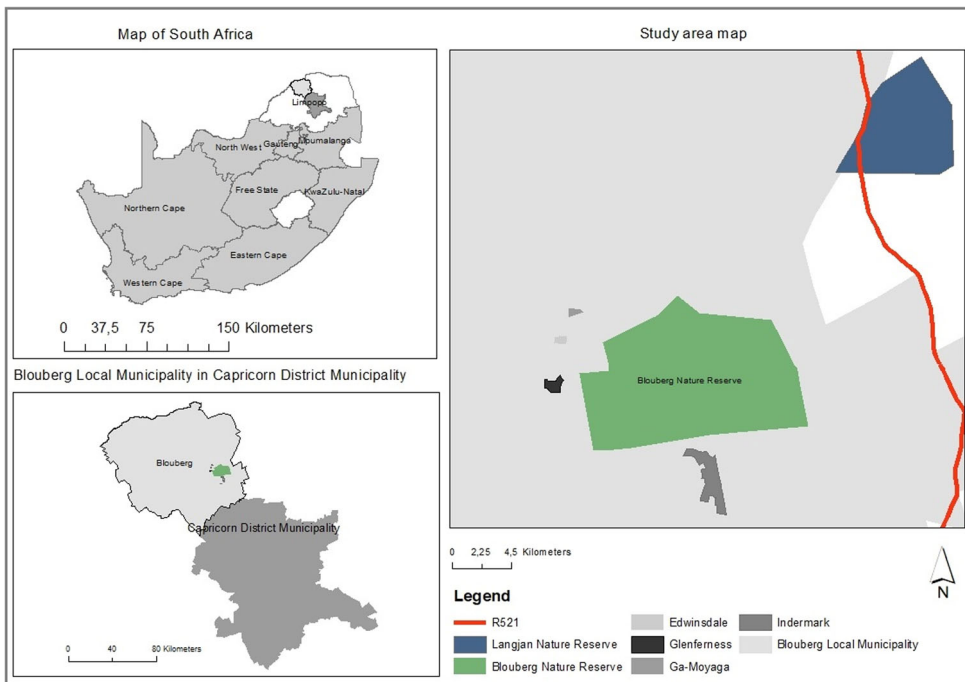 Map of South Africa
Limpopo
North West
Gauteng
Mpumalanga
Free State
KwaZulu-Natal
Northern Cape
Eastern Cape
Western Cape
0 37,5 75 150 Kilometers
Blouberg Local Municipality in Capricorn District Municipality
Blouberg
Capricorn District Municipality
0 40 80 Kilometers
Study area map
Blouberg Nature Reserve
0 2,25 4,5 Kilometers
N
Legend
R521
Langjan Nature Reserve
Blouberg Nature Reserve
Edwinsdale
Glenferness
Ga-Moyaga
Indermark
Blouberg Local Municipality